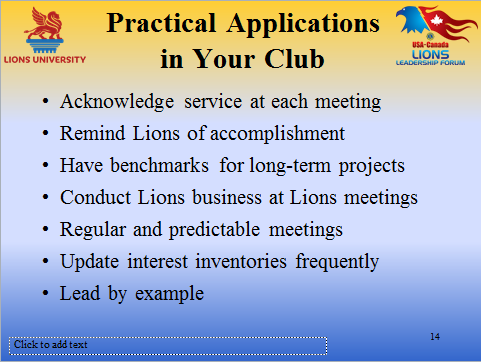 Practical Applications
in Your Club
LIONS UNIVERSITY
USA-Canada
LIONS
LEADERSHIP FORUM
• Acknowledge service at each meeting
• Remind Lions of accomplishment
• Have benchmarks for long-term projects
• Conduct Lions business at Lions meetings
• Regular and predictable meetings
• Update interest inventories frequently
• Lead by example
14
Click to add text